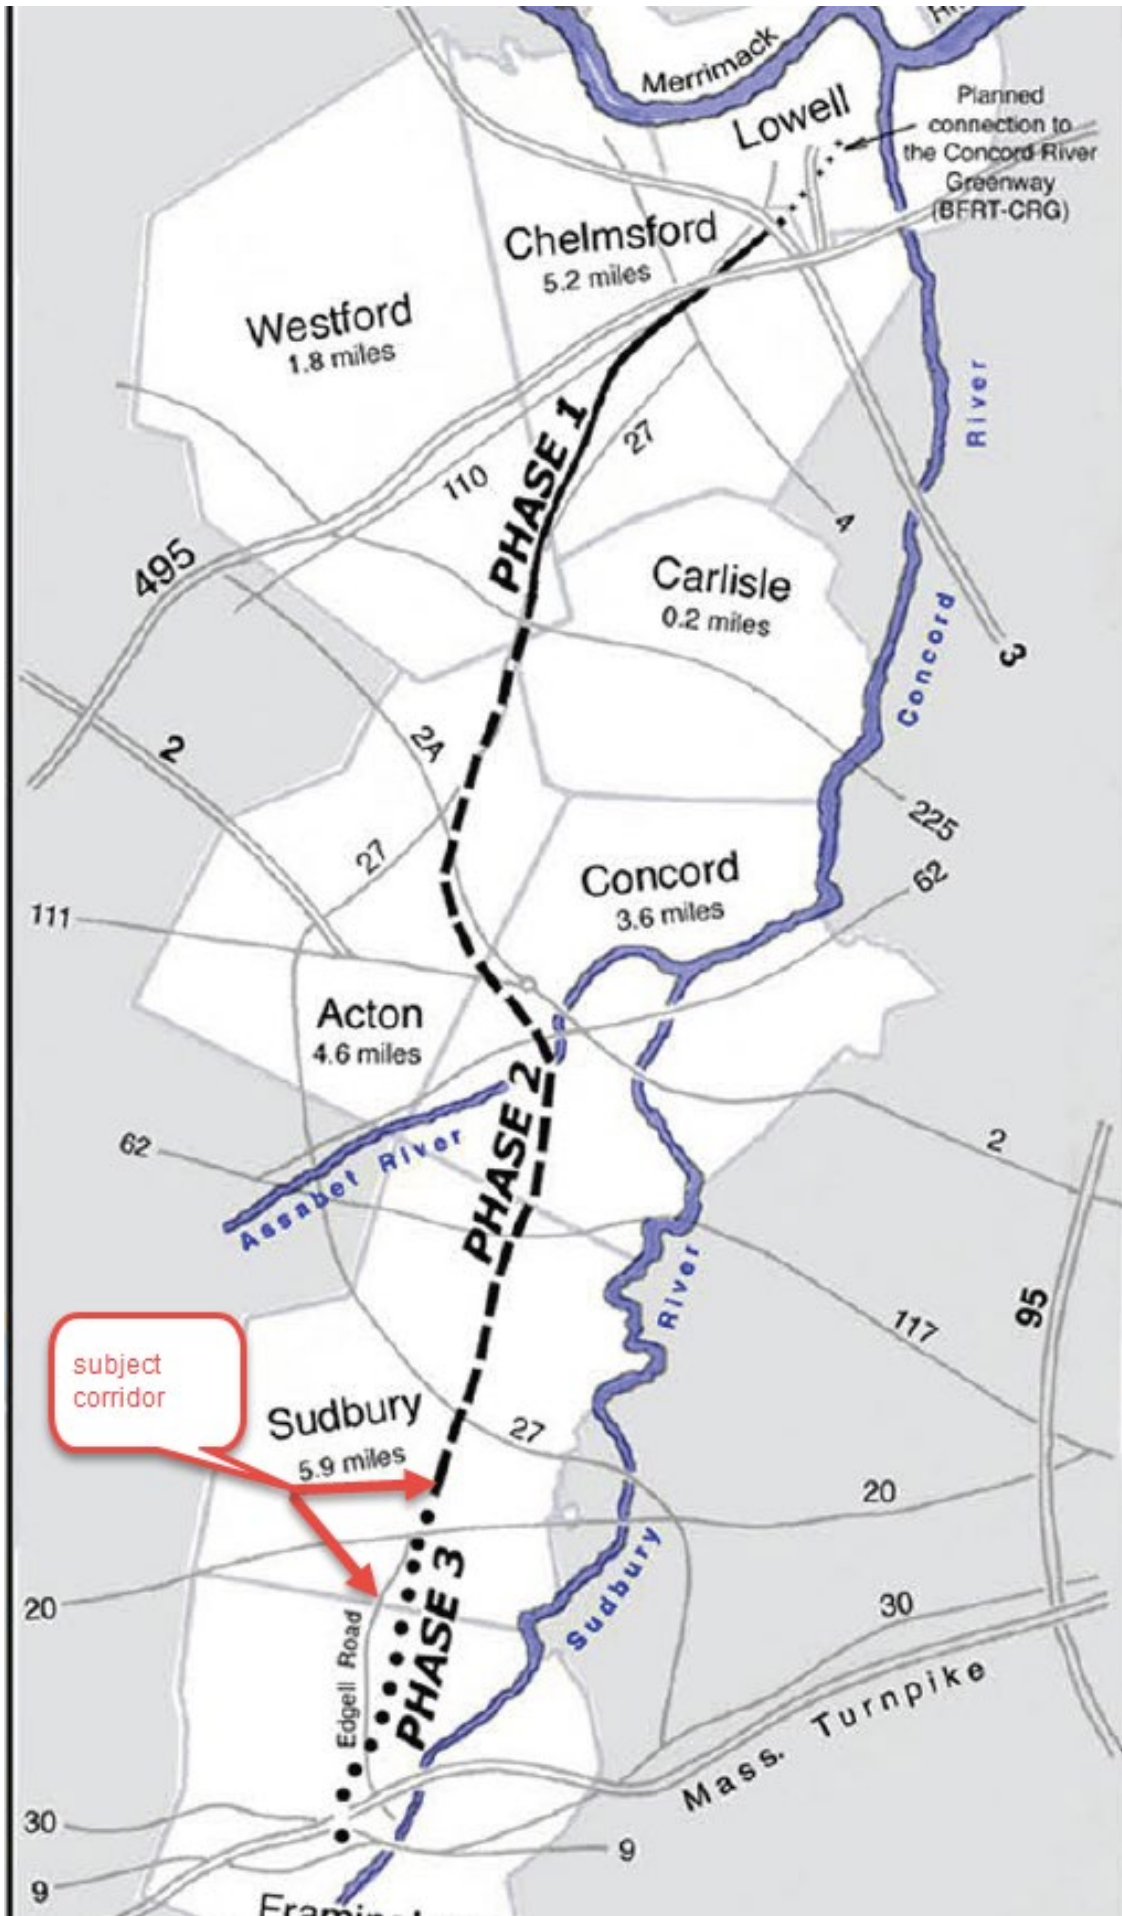 Merrimack
Lowell
Planned
connection to
the Concord River
Greenway
(BFRT-CRG)
Chelmsford
5.2 miles
Westford
1.8 miles
River
PHASE 1
27
110
4
495
Carlisle
0.2 miles
Concord
3
2
2A
225
27
62
Concord
3.6 miles
111
Acton
4.6 miles
PHASE 2
62
Assabet River
2
River
95
117
subject
corridor
Sudbury
5.9 miles
27
20
PHASE 3
Sudbury
20
Edgell Road
30
Mass. Turnpike
30
9
9